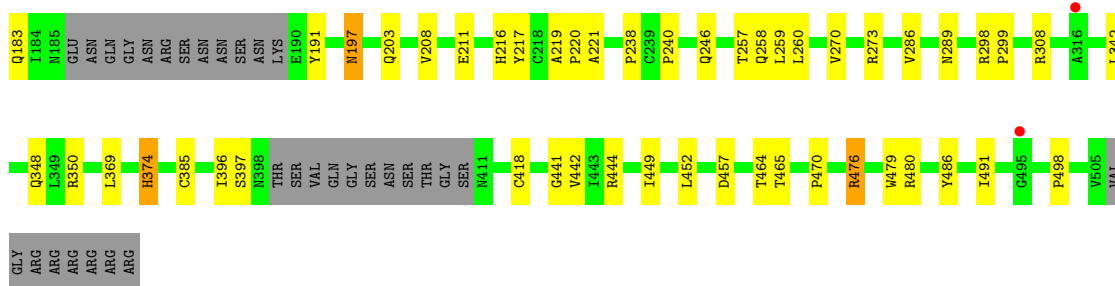 Q183 I184 N185 GLU ASN GLN GLY ASN ARG SER ASN ASN SER ASN LYS E190 Y191 N197 Q203 V208 E211 H216 Y217 C218 A219 P220 A221 P238 C239 P240 Q246 T257 Q258 L259 L260 V270 R273 V286 N289 R298 P299 R308 A316
Q348 L349 R350 L369 H374 C385 I396 S397 N398 THR SER VAL GLN GLY SER ASN SER THR GLY SER N411 C418 G441 V442 I443 R444 I449 L452 D457 T464 T465 P470 R476 W479 R480 Y486 I491 G495 P498 V505 VAL
GLY ARG ARG ARG ARG ARG